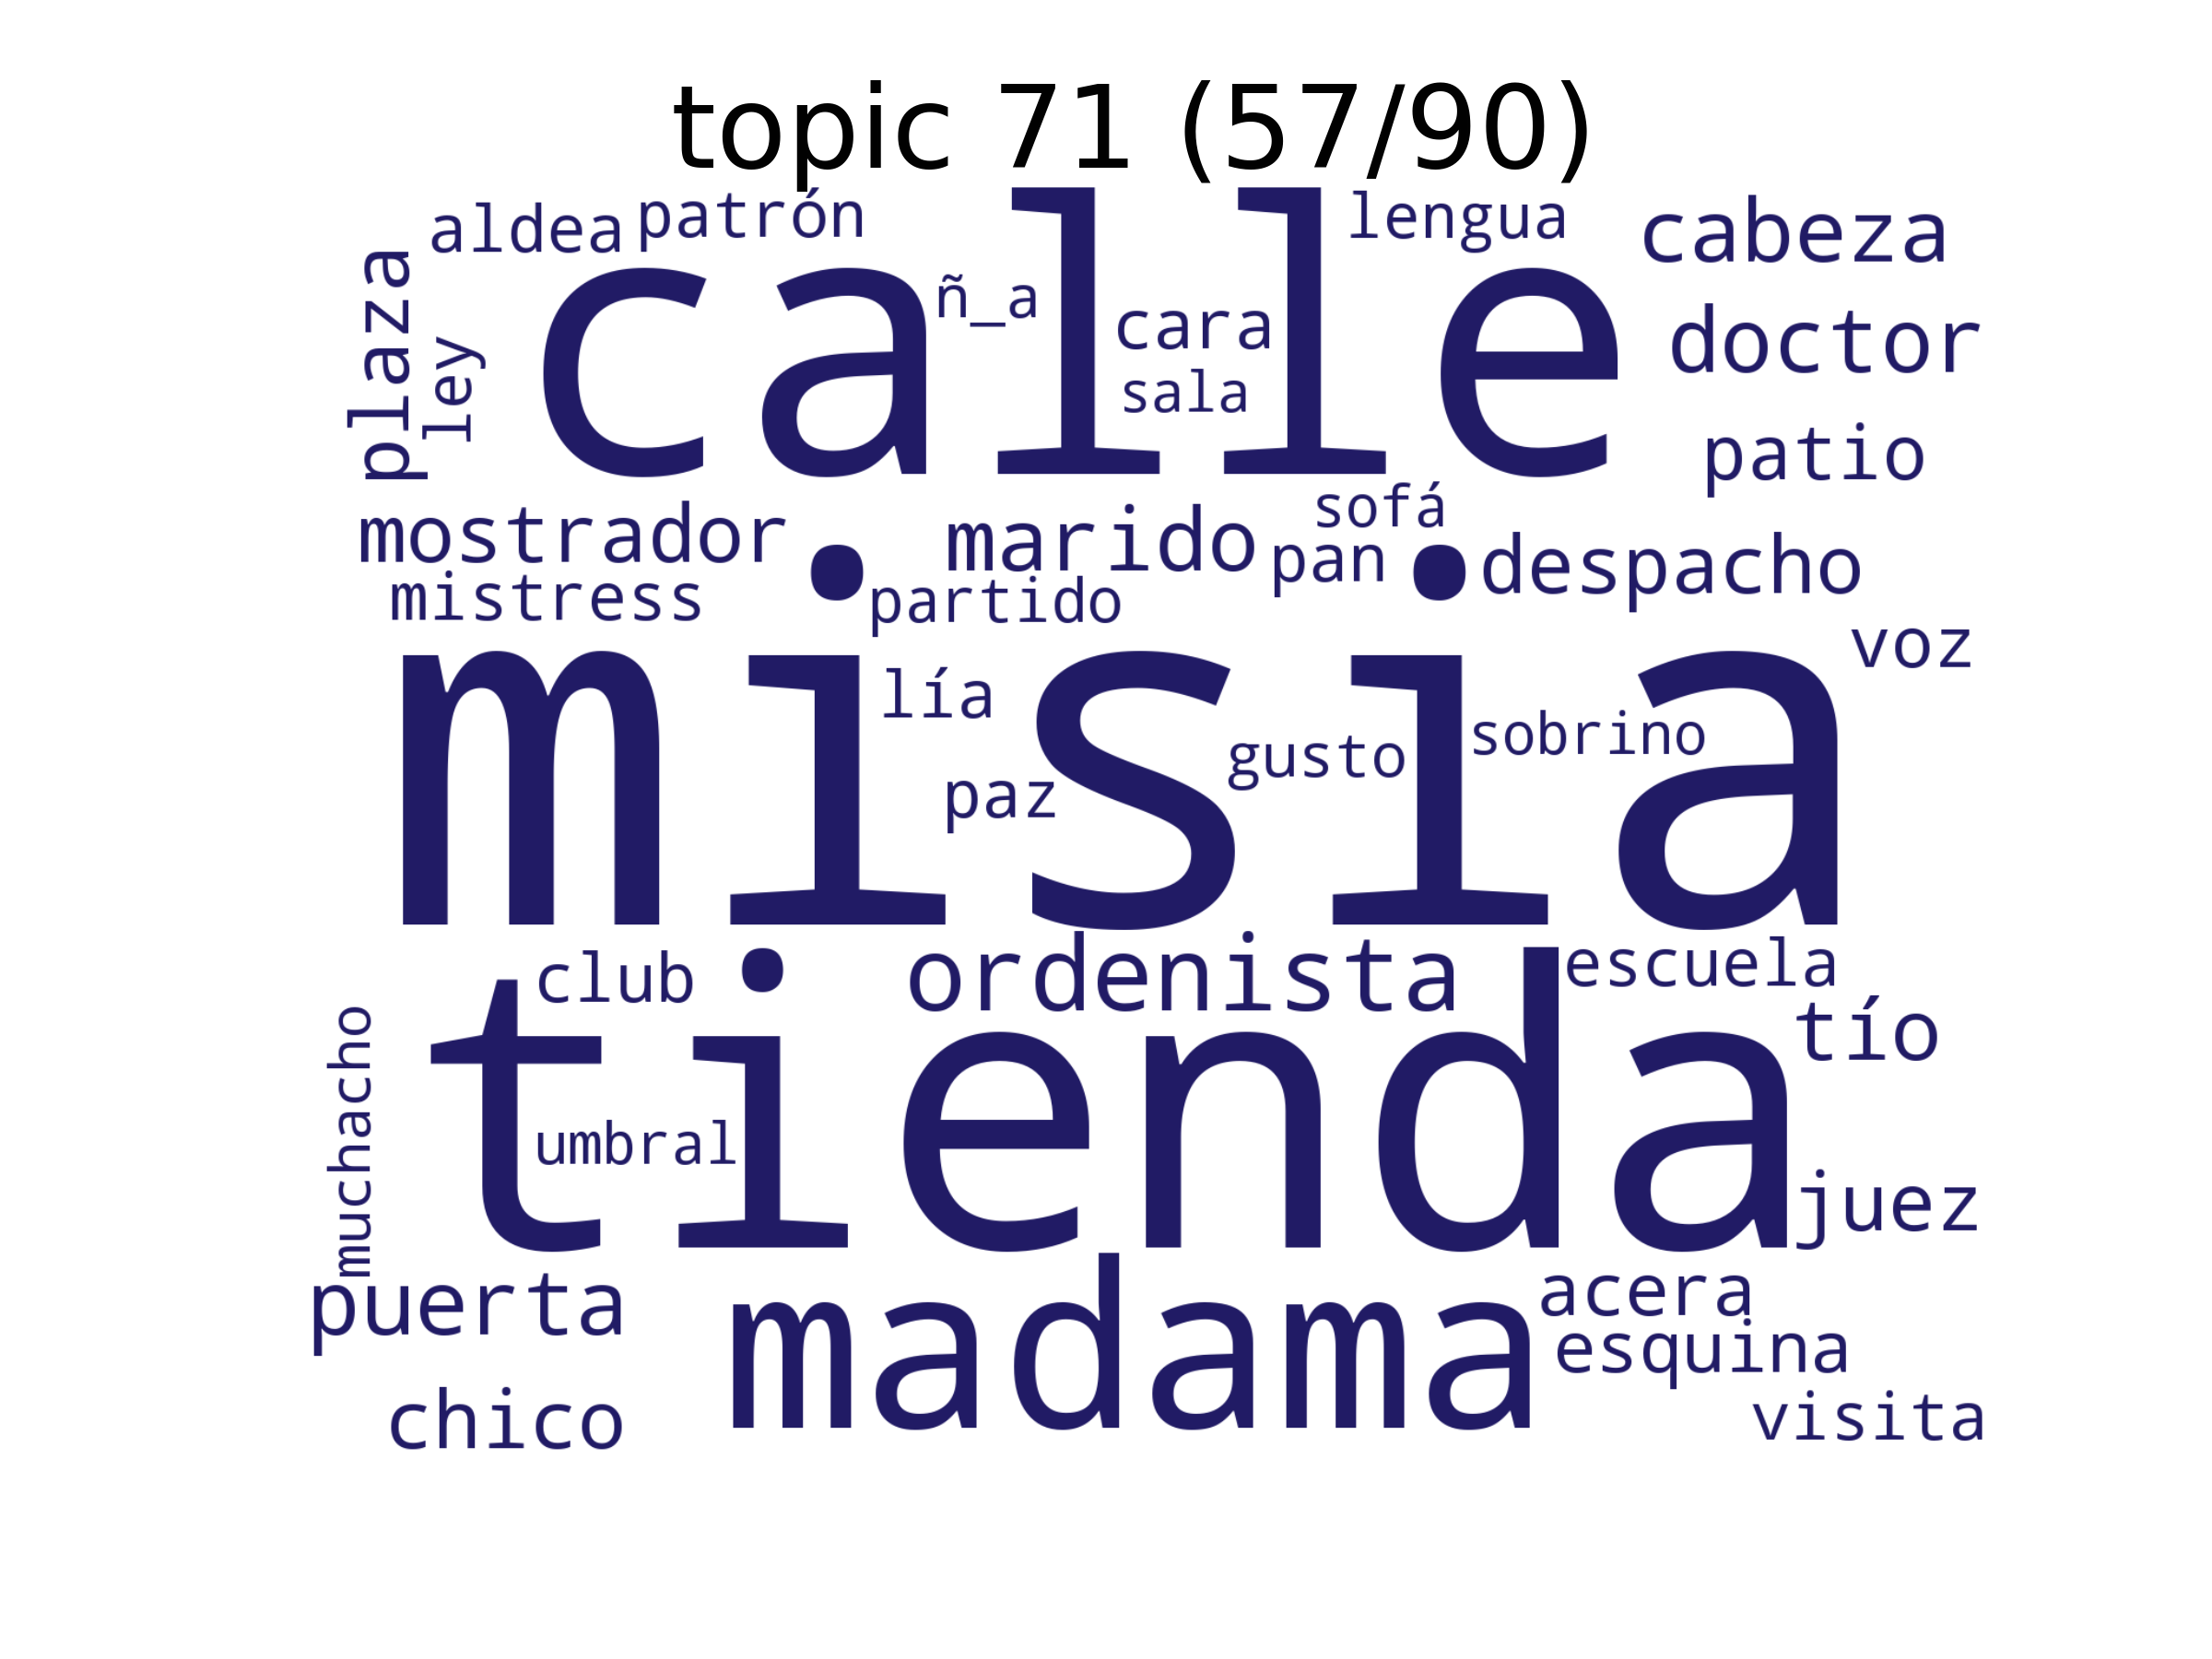 topic 71 (57/90)
aldea patrón lengua cabeza
plaza ley calle ñ_a cara sala doctor
patio
mostrador marido sofá pan despacho
mistress partido voz
misia lía gusto sobrino paz
club ordenista escuela
muchacho tienda umbral tío
juez
puerta madama acera
esquina
chico visita